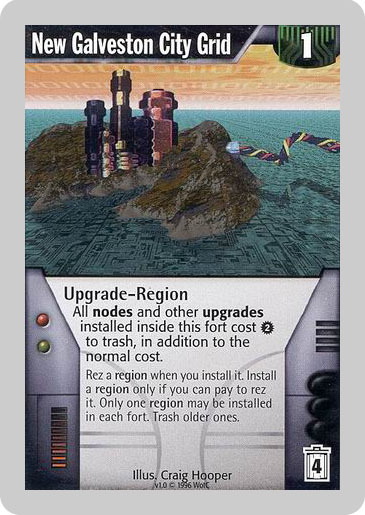 New Galveston City Grid
1
Upgrade-Region
All nodes and other upgrades
installed inside this fort cost 2
to trash, in addition to the
normal cost.
Rez a region when you install it. Install
a region only if you can pay to rez
it. Only one region may be installed
in each fort. Trash older ones.
Illus. Craig Hooper
v1.0 © 1996 WotC
4